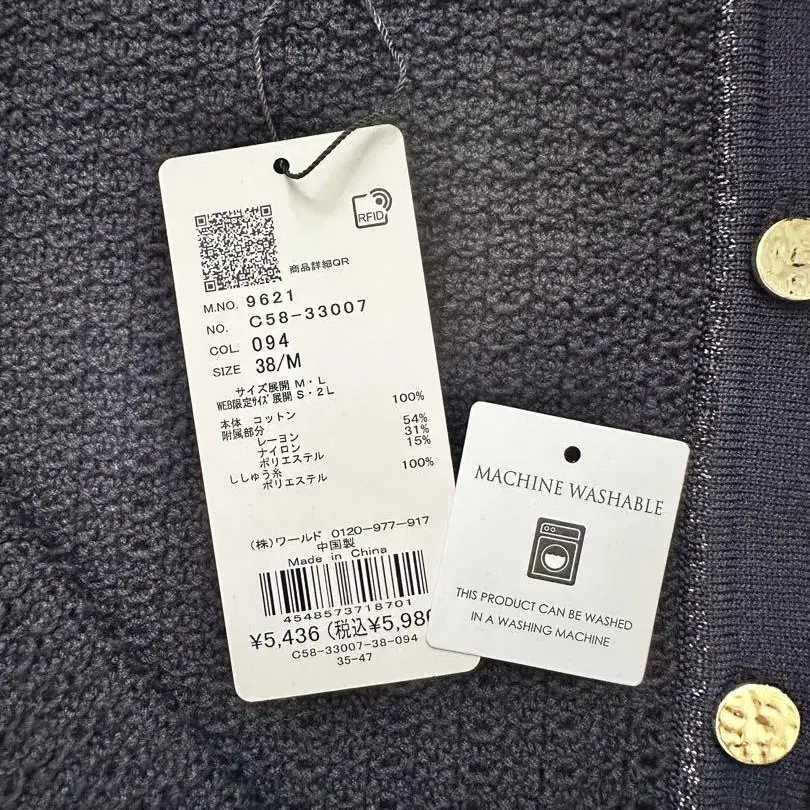 RFID
商品詳細QR
M.NO. 9621
NO. C58-33007
COL. 094
SIZE 38/M
サイズ展開 M・L
WEB限定サイズ展開 S・2L
本体 コットン 100%
附属部分
レーヨン 54%
ナイロン 31%
ポリエステル 15%
ししゅう糸
ポリエステル 100%
(株)ワールド 0120-977-917
中国製
Made in China
4548573718701
¥5,436 (税込¥5,980
C58-33007-38-094
35-47
MACHINE WASHABLE
THIS PRODUCT CAN BE WASHED
IN A WASHING MACHINE